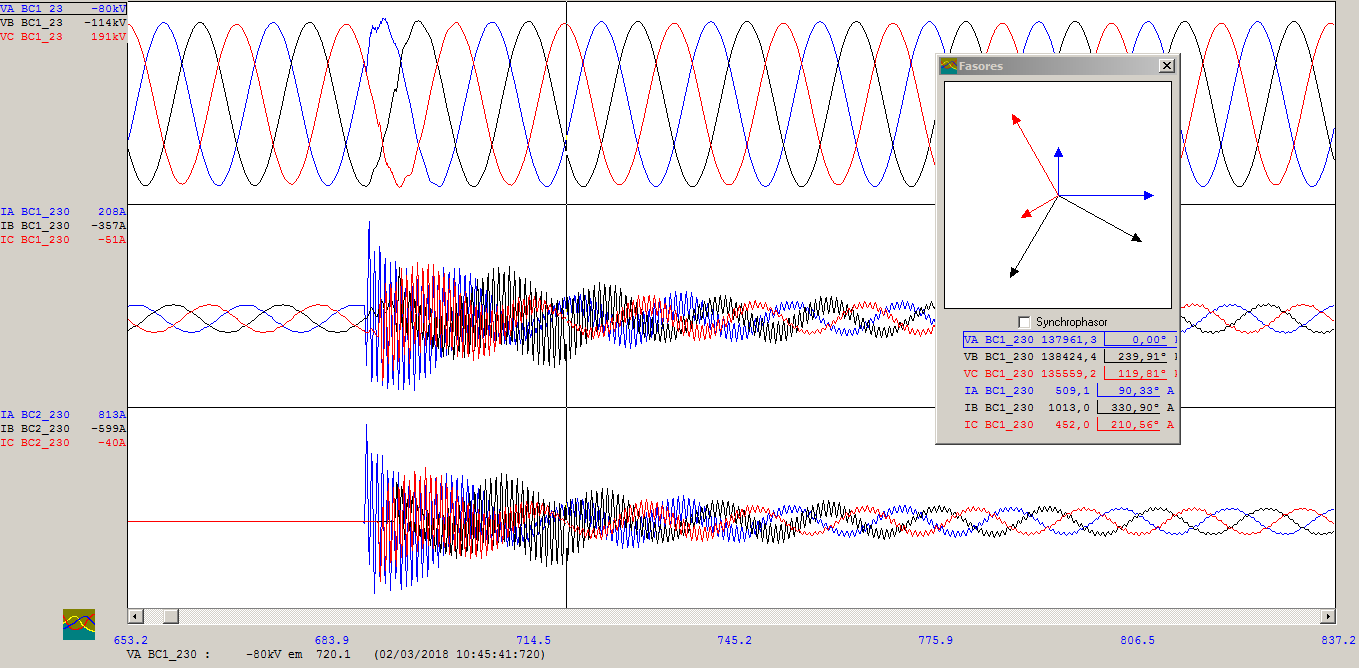 VA BC1_23 -80kV
VB BC1_23 -114kV
VC BC1_23 191kV
Fasores
IA BC1_230 208A
IB BC1_230 -357A
IC BC1_230 -51A
Synchrophasor
VA BC1_230 137961,3 0,00°
VB BC1_230 138424,4 239,91°
VC BC1_230 135559,2 119,81°
IA BC1_230 509,1 90,33° A
IB BC1_230 1013,0 330,90° A
IC BC1_230 452,0 210,56° A
IA BC2_230 813A
IB BC2_230 -599A
IC BC2_230 -40A
653.2 683.9 714.5 745.2 775.9 806.5 837.2
VA BC1_230 : -80kV em 720.1 (02/03/2018 10:45:41:720)